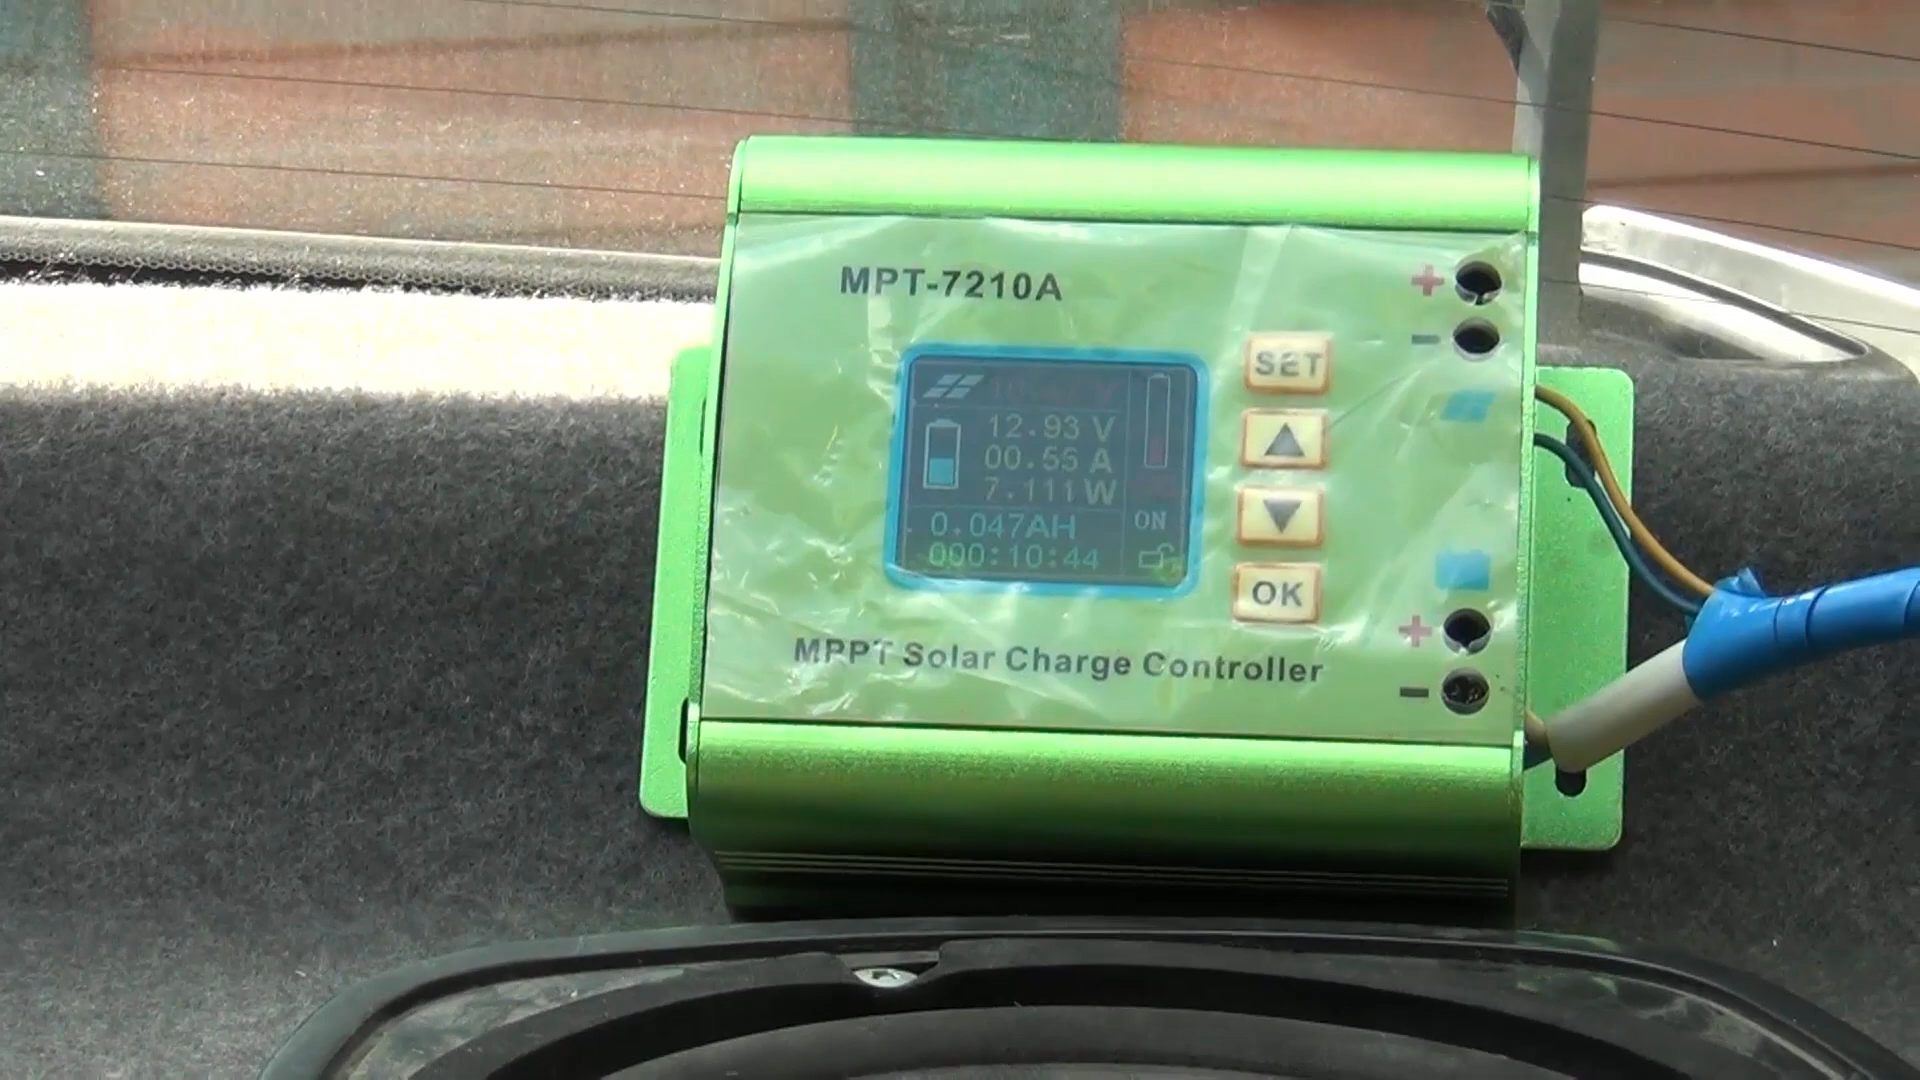 MPT-7210A
12.93 V
00.55 A
7.111W
0.047AH
000:10:44
ON
SET
OK
+
-
+
-
MPPT Solar Charge Controller